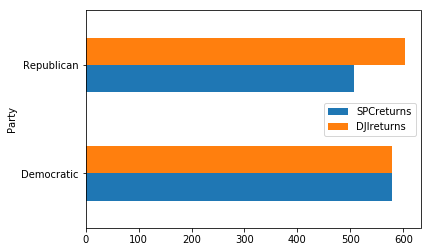 Republican
Party
SPCreturns
DJIreturns
Democratic
0 100 200 300 400 500 600